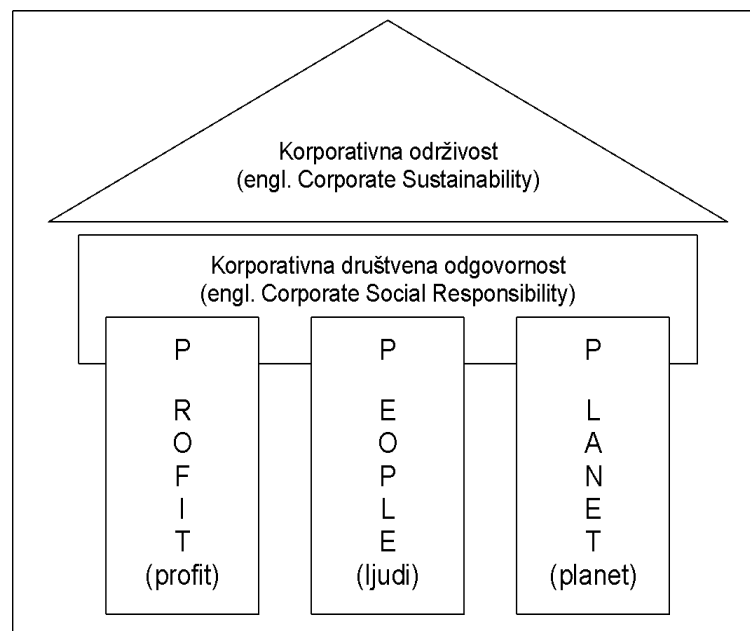 Korporativna održivost
(engl. Corporate Sustainability)
Korporativna društvena odgovornost
(engl. Corporate Social Responsibility)
P
R
O
F
I
T
(profit)
P
E
O
P
L
E
(ljudi)
P
L
A
N
E
T
(planet)